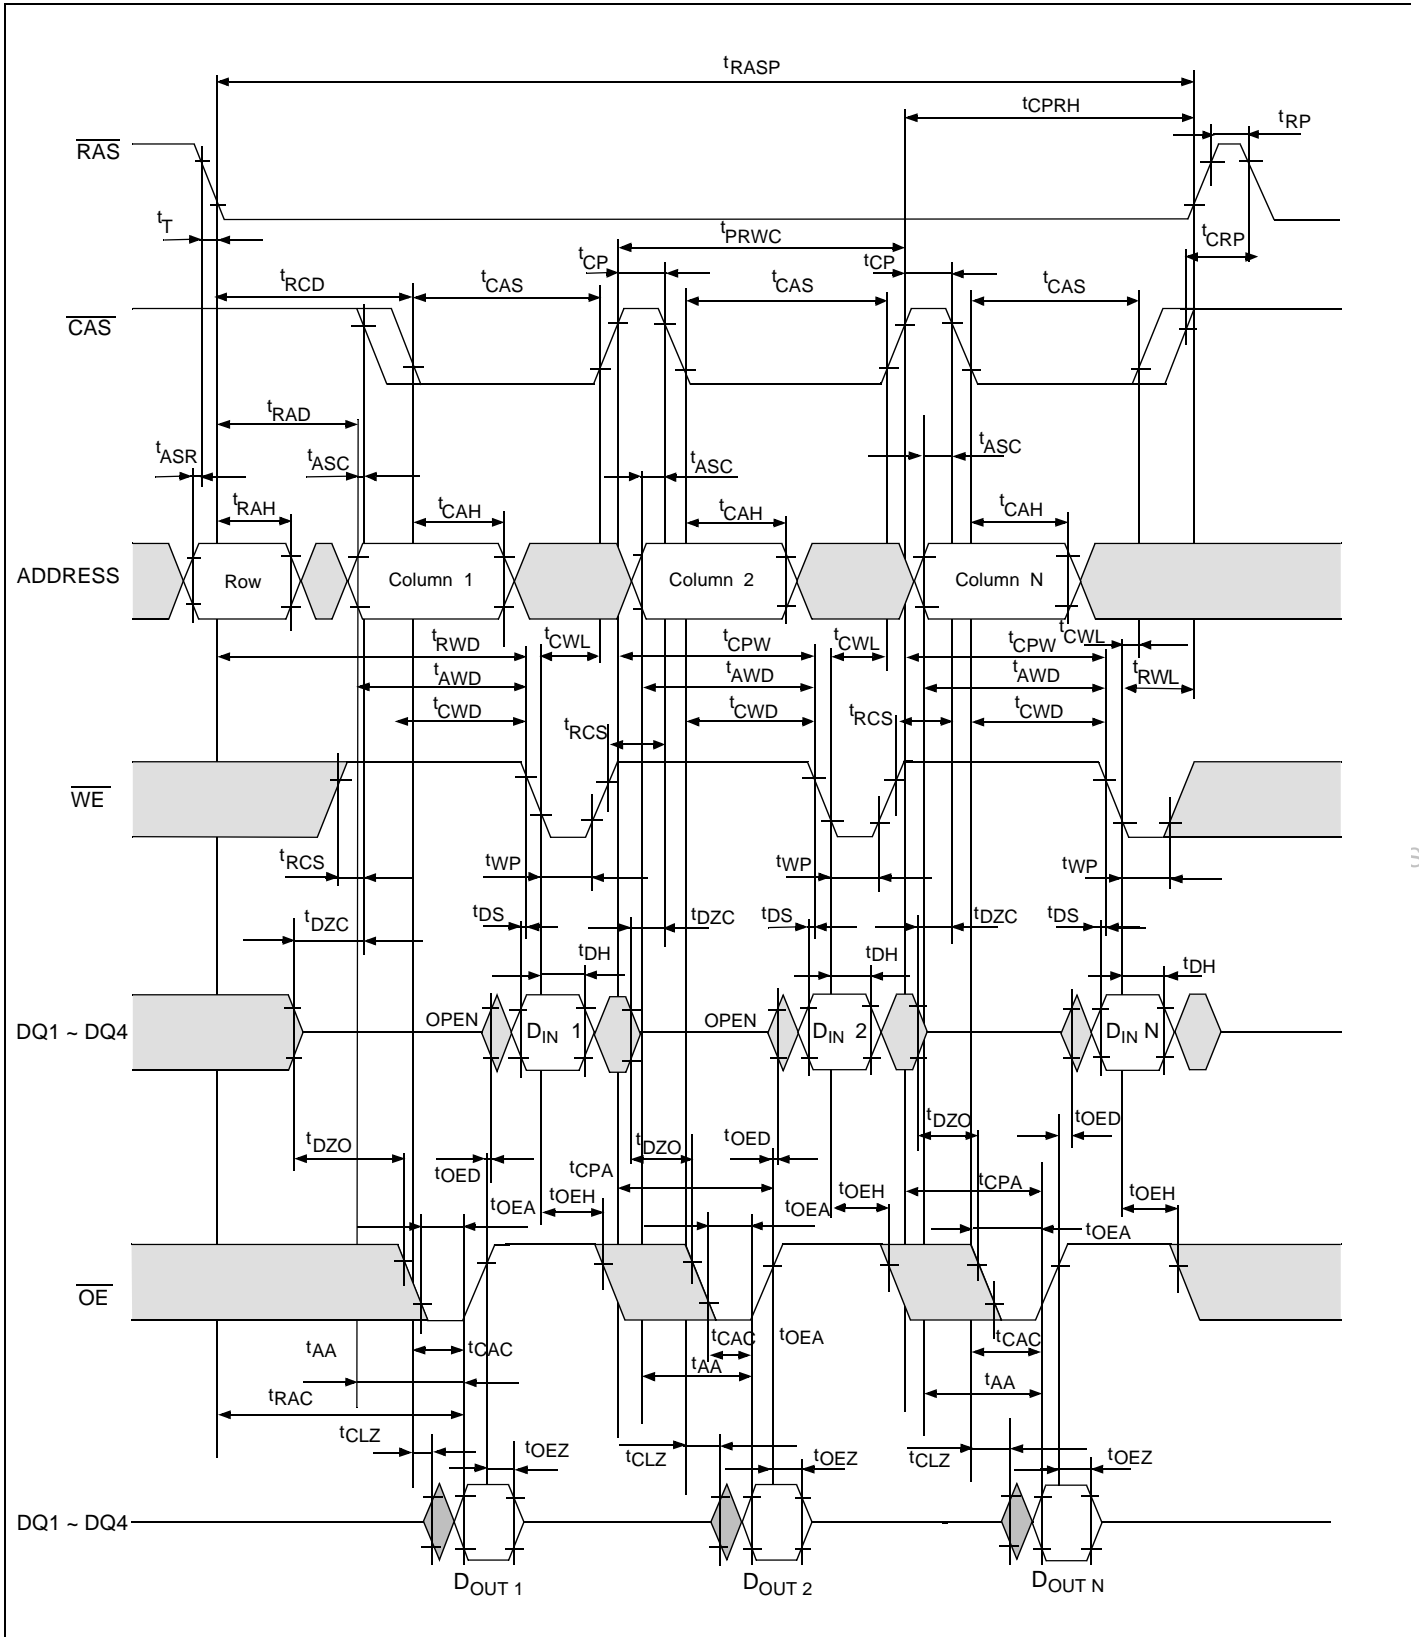 tRASP
tCPRH
tRP
RAS
tT
tPRWC
tCRP
tCP
tCP
tRCD
tCAS
tCAS
tCAS
CAS
tRAD
tASR
tASC
tASC
tASC
tRAH
tCAH
tCAH
tCAH
ADDRESS
Row
Column 1
Column 2
Column N
tRWD
tCWL
tCPW
tCWL
tCPW
tCWL
tAWD
tAWD
tAWD
tRWL
tCWD
tRCS
tCWD
tRCS
tCWD
WE
tRCS
tWP
tWP
tWP
tDZC
tDS
tDZC
tDS
tDZC
tDS
tDH
tDH
tDH
DQ1 ~ DQ4
OPEN
DIN 1
OPEN
DIN 2
DIN N
tDZO
tOED
tDZO
tOED
tDZO
tOED
tCPA
tCPA
tOEA
tOEH
tOEA
tOEH
tOEA
tOEH
OE
tAA
tCAC
tCAC
tOEA
tCAC
tAA
tAA
tRAC
tCLZ
tOEZ
tCLZ
tOEZ
tCLZ
tOEZ
DQ1 ~ DQ4
DOUT 1
DOUT 2
DOUT N